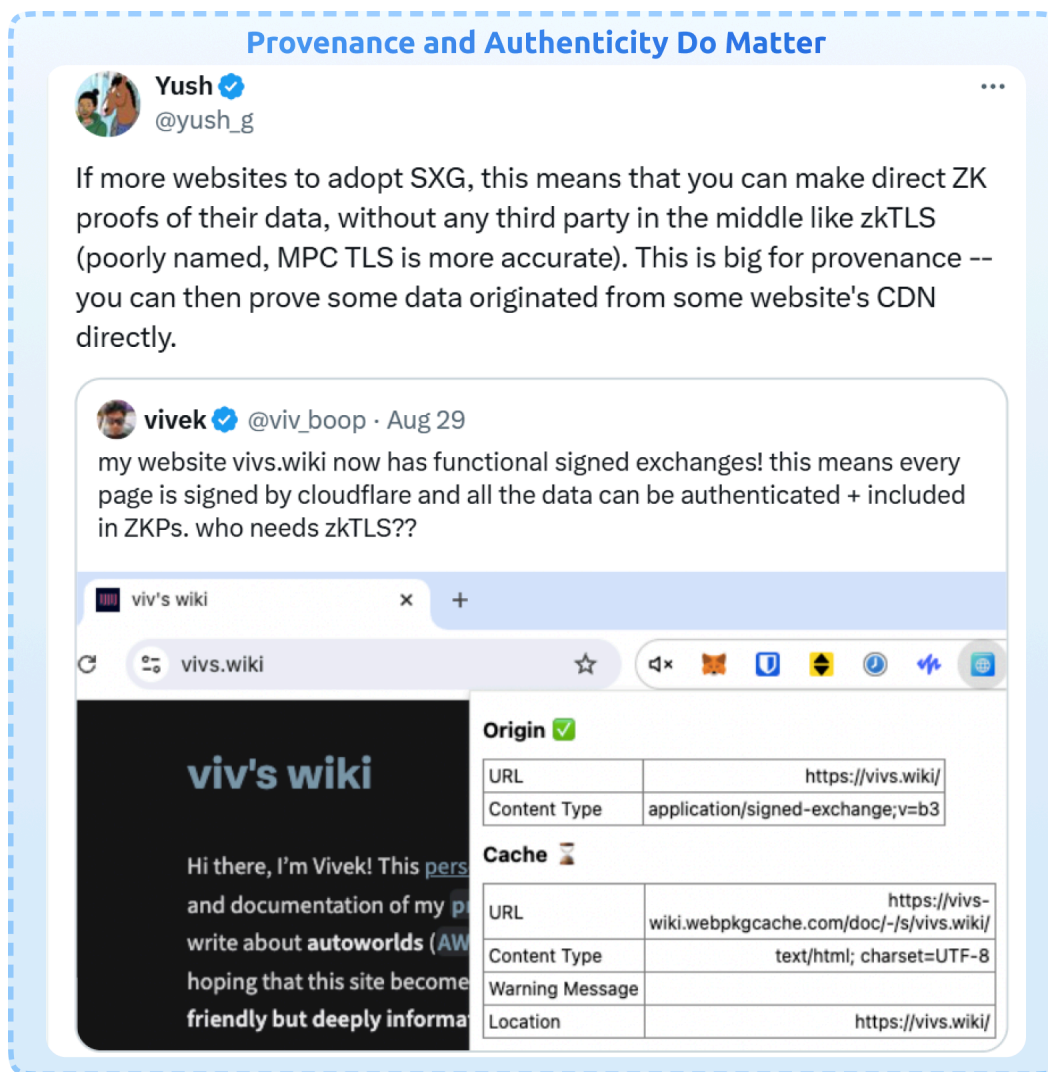 Provenance and Authenticity Do Matter
Yush
@yush_g
If more websites to adopt SXG, this means that you can make direct ZK
proofs of their data, without any third party in the middle like zkTLS
(poorly named, MPC TLS is more accurate). This is big for provenance --
you can then prove some data originated from some website's CDN
directly.
vivek @viv_boop · Aug 29
my website vivs.wiki now has functional signed exchanges! this means every
page is signed by cloudflare and all the data can be authenticated + included
in ZKPs. who needs zkTLS??
viv's wiki
vivs.wiki
viv's wiki
Hi there, I'm Vivek! This pers
and documentation of my p
write about autoworlds (AW
hoping that this site become
friendly but deeply informa
Origin ✅
URL https://vivs.wiki/
Content Type application/signed-exchange;v=b3
Cache ⌛
URL https://vivs-
wiki.webpkgcache.com/doc/-/s/vivs.wiki/
Content Type text/html; charset=UTF-8
Warning Message
Location https://vivs.wiki/